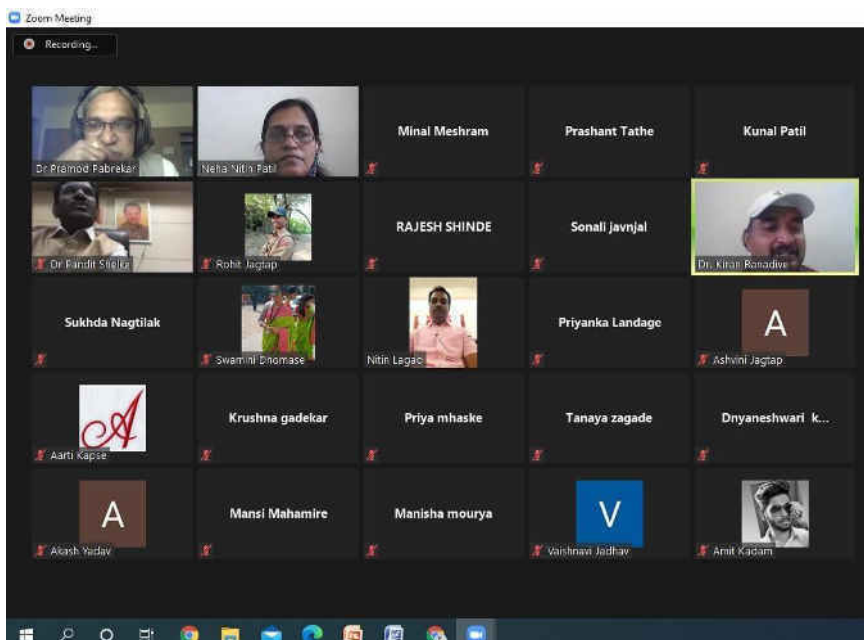 Zoom Meeting
Recording...
Dr Pramod Pabrekar
Neha Nitin Patil
Minal Meshram
Prashant Tathe
Kunal Patil
Dr Pandit Shelke
Rohit Jagtap
RAJESH SHINDE
Sonali javnjal
Dr. Kiran Ranadive
Sukhda Nagtilak
Swamini Dhomase
Nitin Lagad
Priyanka Landage
A
Ashvini Jagtap
A
Aarti Kapse
Krushna gadekar
Priya mhaske
Tanaya zagade
Dnyaneshwari k...
A
Akash Yadav
Mansi Mahamire
Manisha mourya
V
Vaishnavi Jadhav
Amit Kadam